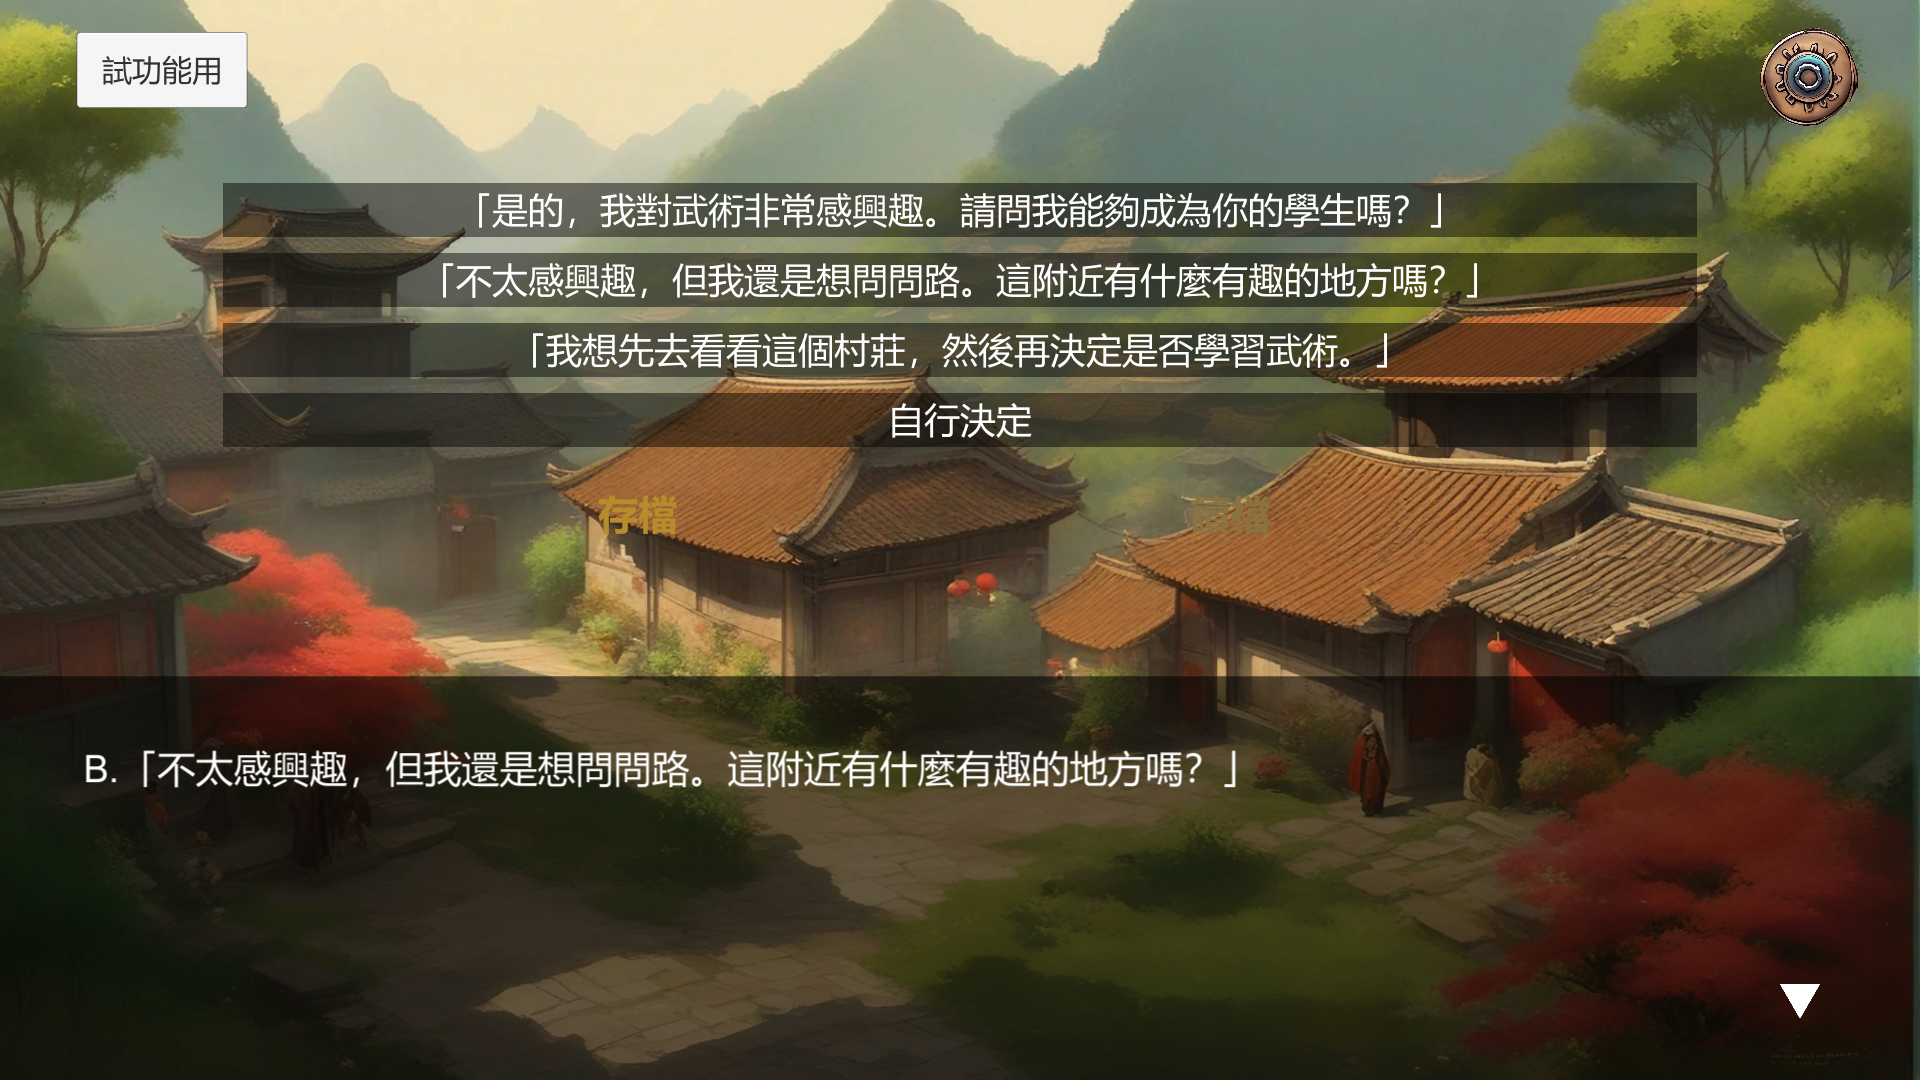 試功能用
「是的，我對武術非常感興趣。請問我能夠成為你的學生嗎？」
「不太感興趣，但我還是想問問路。這附近有什麼有趣的地方嗎？」
「我想先去看看這個村莊，然後再決定是否學習武術。」
自行決定
存檔
讀檔
B.「不太感興趣，但我還是想問問路。這附近有什麼有趣的地方嗎？」